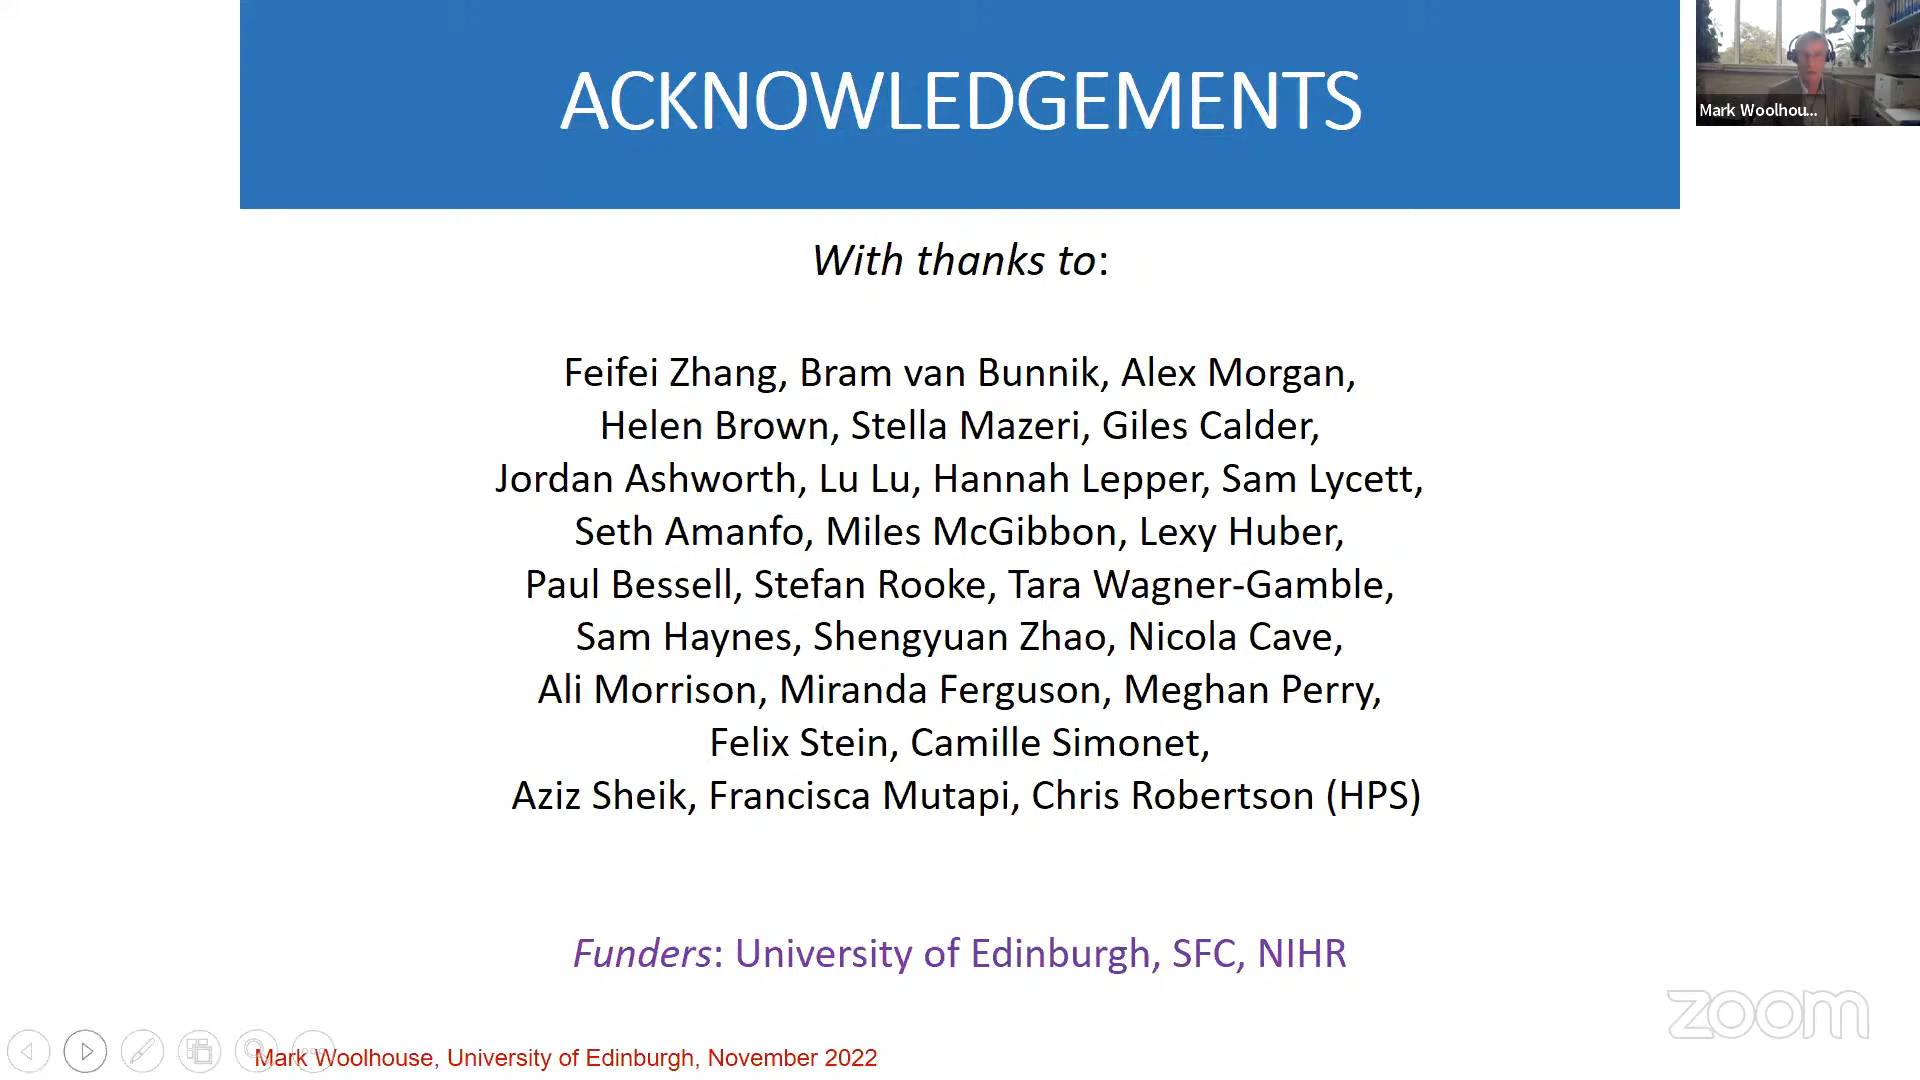 ACKNOWLEDGEMENTS
Mark Woolhou...
With thanks to:
Feifei Zhang, Bram van Bunnik, Alex Morgan,
Helen Brown, Stella Mazeri, Giles Calder,
Jordan Ashworth, Lu Lu, Hannah Lepper, Sam Lycett,
Seth Amanfo, Miles McGibbon, Lexy Huber,
Paul Bessell, Stefan Rooke, Tara Wagner-Gamble,
Sam Haynes, Shengyuan Zhao, Nicola Cave,
Ali Morrison, Miranda Ferguson, Meghan Perry,
Felix Stein, Camille Simonet,
Aziz Sheik, Francisca Mutapi, Chris Robertson (HPS)
Funders: University of Edinburgh, SFC, NIHR
zoom
Mark Woolhouse, University of Edinburgh, November 2022